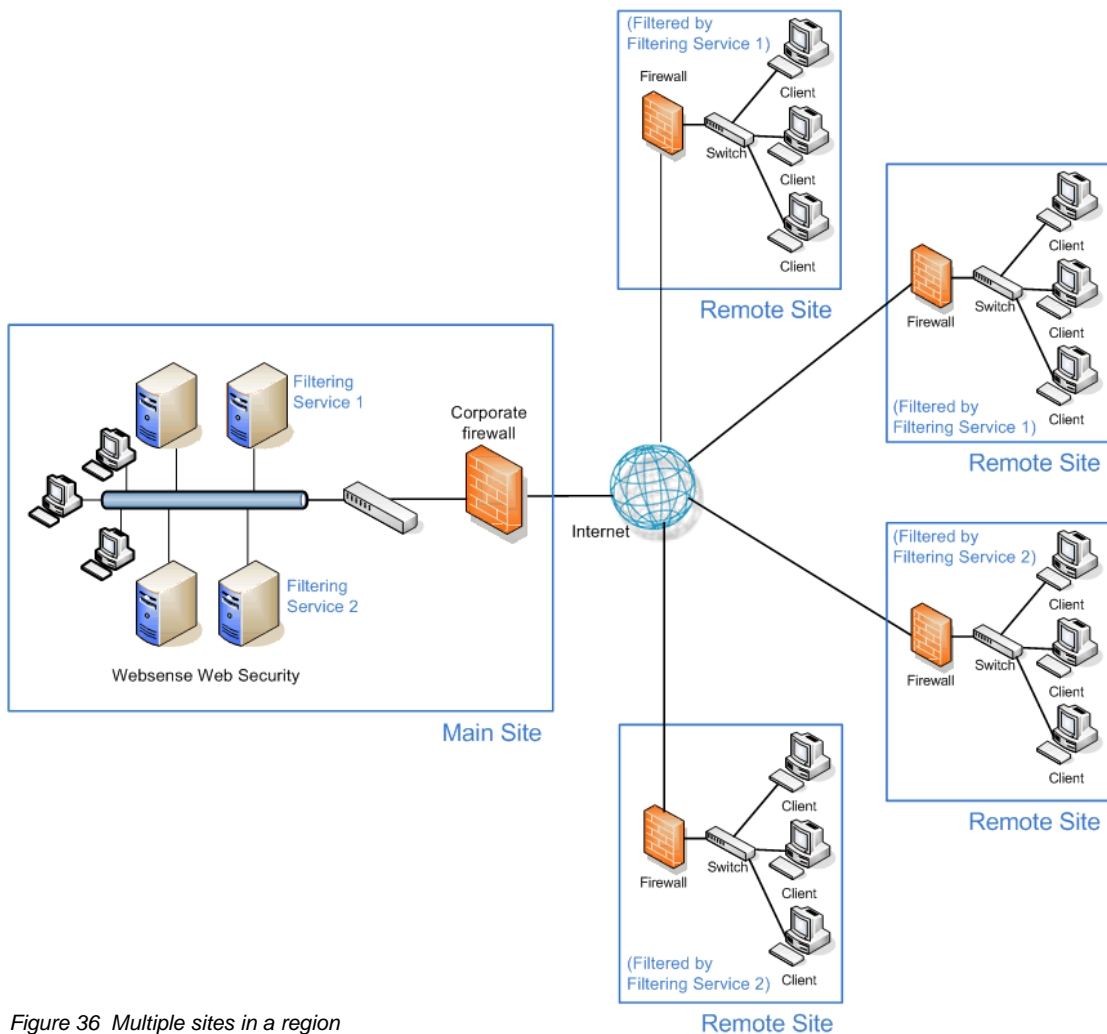 (Filtered by
Filtering Service 1)
Firewall
Client
Switch
Client
Client
Remote Site
Client
Firewall
Switch
Client
Client
(Filtered by
Filtering Service 1)
Remote Site
Filtering
Service 1
Corporate
firewall
Internet
Filtering
Service 2
Websense Web Security
Main Site
(Filtered by
Filtering Service 2)
Client
Firewall
Switch
Client
Client
Remote Site
Client
Firewall
Switch
Client
Client
(Filtered by
Filtering Service 2)
Remote Site
Figure 36 Multiple sites in a region